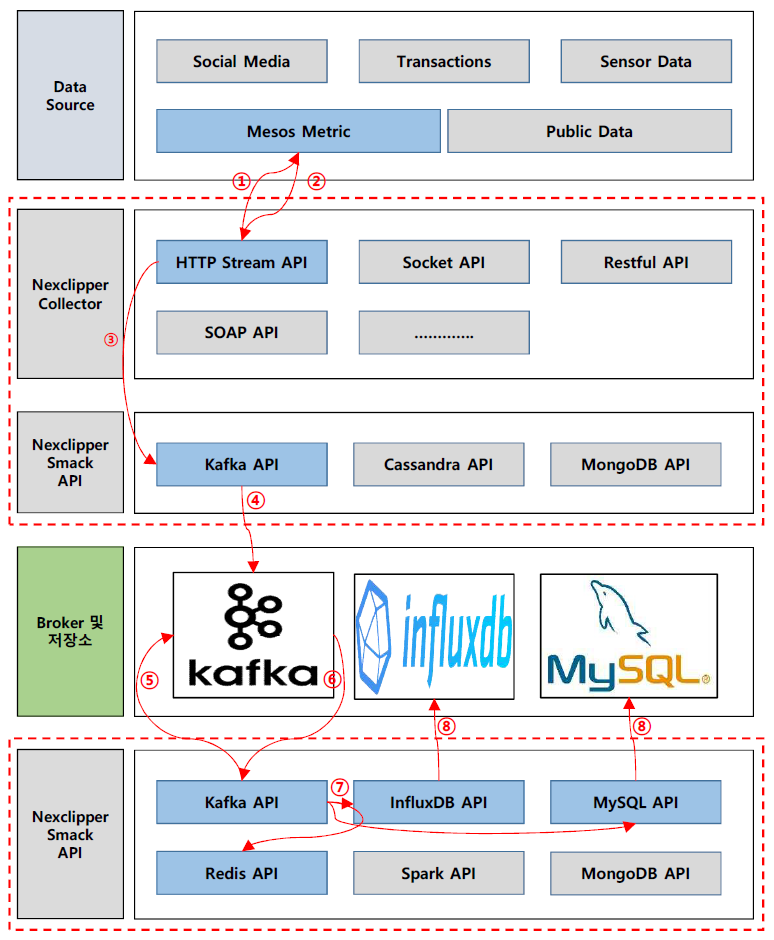 Data
Source
Social Media
Transactions
Sensor Data
Mesos Metric
Public Data
① ②
Nexclipper
Collector
HTTP Stream API
Socket API
Restful API
SOAP API
.............
③
Nexclipper
Smack
API
Kafka API
Cassandra API
MongoDB API
④
Broker 및
저장소
kafka
influxdb
MySQL®
⑤
⑥
⑧
⑧
Nexclipper
Smack
API
Kafka API
⑦
InfluxDB API
MySQL API
Redis API
Spark API
MongoDB API